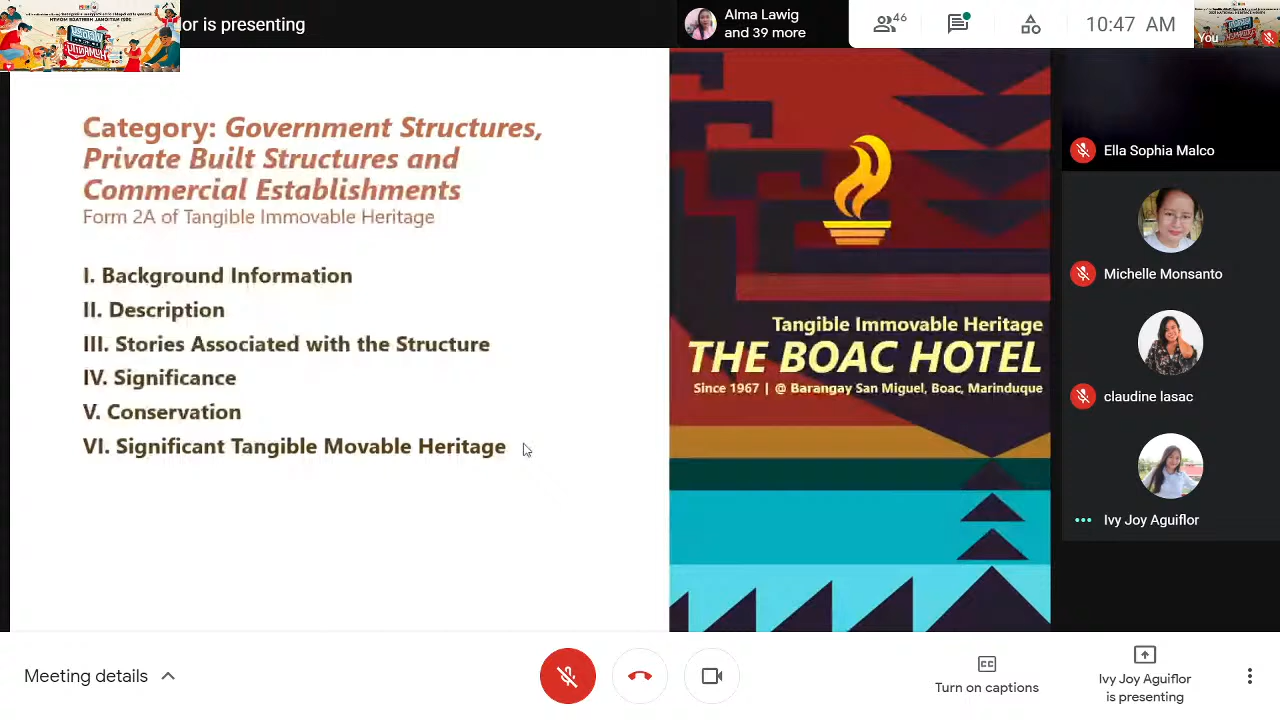 or is presenting
Alma Lawig
and 39 more
46
10:47 AM
You
Category: Government Structures,
Private Built Structures and
Commercial Establishments
Form 2A of Tangible Immovable Heritage
I. Background Information
II. Description
III. Stories Associated with the Structure
IV. Significance
V. Conservation
VI. Significant Tangible Movable Heritage
Tangible Immovable Heritage
THE BOAC HOTEL
Since 1967 | @ Barangay San Miguel, Boac, Marinduque
Ella Sophia Malco
Michelle Monsanto
claudine lasac
Ivy Joy Aguiflor
Meeting details
CC
Turn on captions
Ivy Joy Aguiflor
is presenting